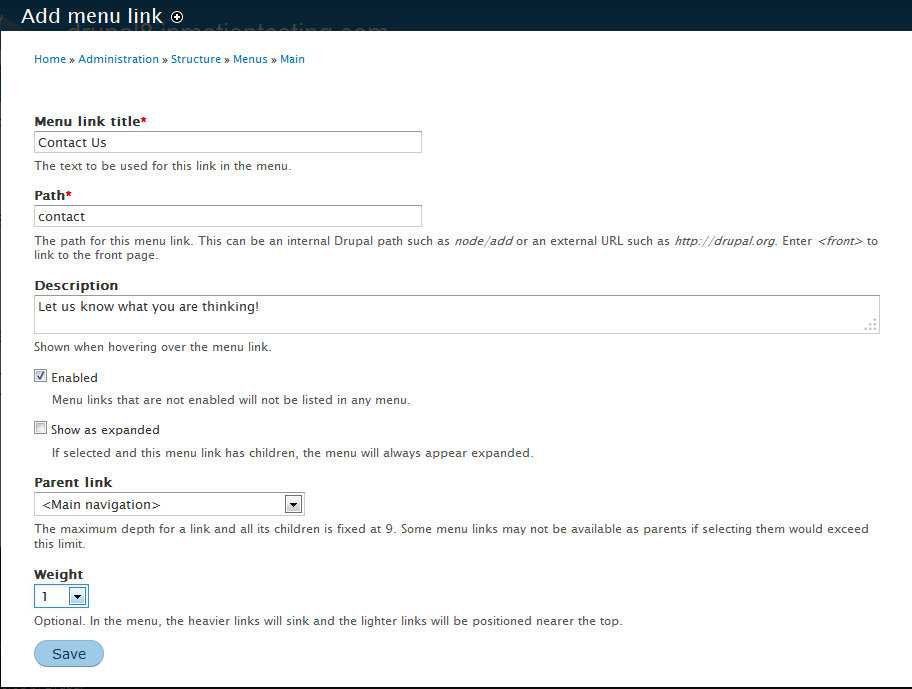 Add menu link
drupal8.inmotiontesting.com
Home » Administration » Structure » Menus » Main
Menu link title*
Contact Us
The text to be used for this link in the menu.
Path*
contact
The path for this menu link. This can be an internal Drupal path such as node/add or an external URL such as http://drupal.org. Enter <front> to
link to the front page.
Description
Let us know what you are thinking!
Shown when hovering over the menu link.
Enabled
Menu links that are not enabled will not be listed in any menu.
Show as expanded
If selected and this menu link has children, the menu will always appear expanded.
Parent link
<Main navigation>
The maximum depth for a link and all its children is fixed at 9. Some menu links may not be available as parents if selecting them would exceed
this limit.
Weight
1
Optional. In the menu, the heavier links will sink and the lighter links will be positioned nearer the top.
Save